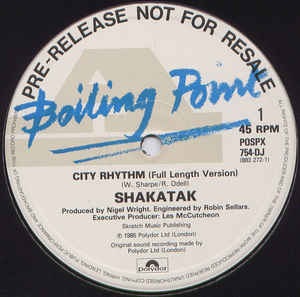 PRE-RELEASE NOT FOR RESALE
A
Boiling Point
1
45 RPM
POSPX
754-DJ
(883 272-1)
CITY RHYTHM (Full Length Version)
(W. Sharpe/R. Odell)
SHAKATAK
Produced by Nigel Wright. Engineered by Robin Sellars.
Executive Producer: Les McCutcheon
Skratch Music Publishing
℗ 1985 Polydor Ltd (London)
Original sound recording made by
Polydor Ltd. (London)
polydor